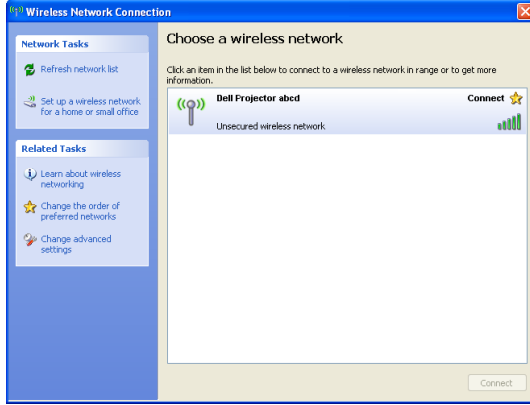 Wireless Network Connection
Network Tasks
Refresh network list
Set up a wireless network
for a home or small office
Related Tasks
Learn about wireless
networking
Change the order of
preferred networks
Change advanced
settings
Choose a wireless network
Click an item in the list below to connect to a wireless network in range or to get more
information.
Dell Projector abcd
Connect
Unsecured wireless network
Connect